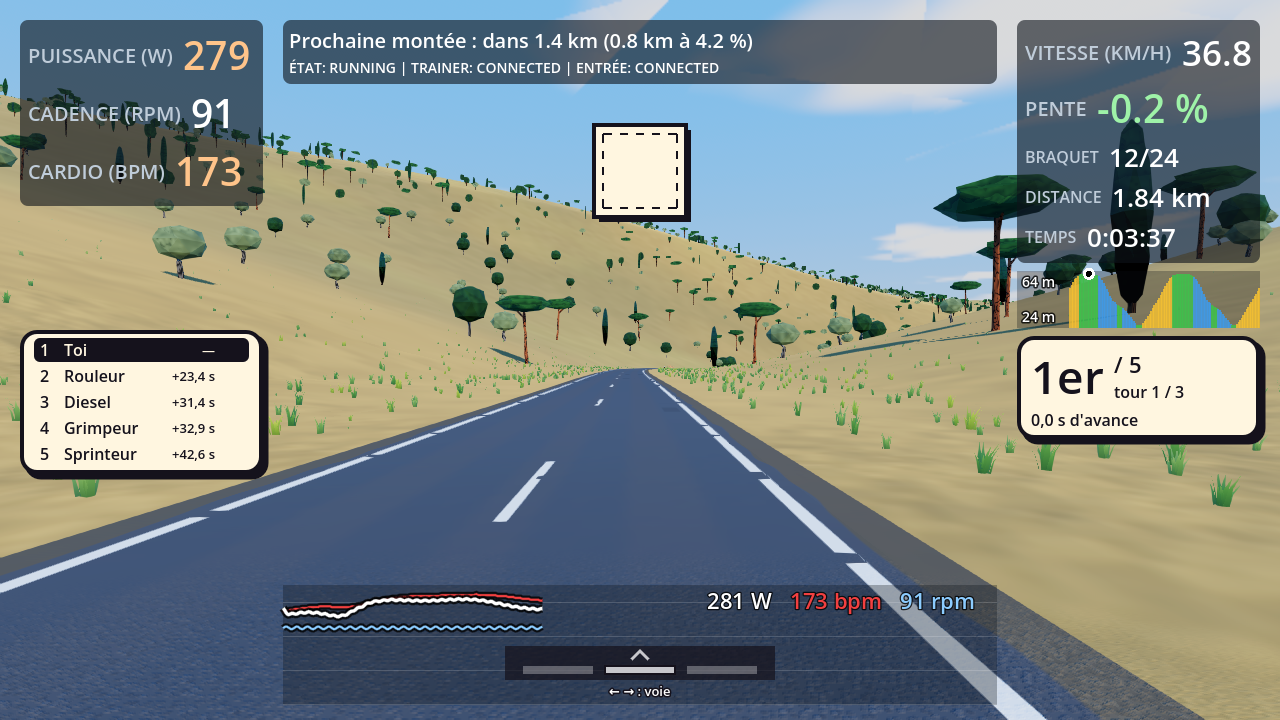 PUISSANCE (W) 279
CADENCE (RPM) 91
CARDIO (BPM) 173
Prochaine montée : dans 1.4 km (0.8 km à 4.2 %)
ÉTAT: RUNNING | TRAINER: CONNECTED | ENTRÉE: CONNECTED
VITESSE (KM/H) 36.8
PENTE -0.2 %
BRAQUET 12/24
DISTANCE 1.84 km
TEMPS 0:03:37
64 m
24 m
1 Toi —
2 Rouleur +23,4 s
3 Diesel +31,4 s
4 Grimpeur +32,9 s
5 Sprinteur +42,6 s
1er / 5
tour 1 / 3
0,0 s d'avance
281 W 173 bpm 91 rpm
←→ : voie